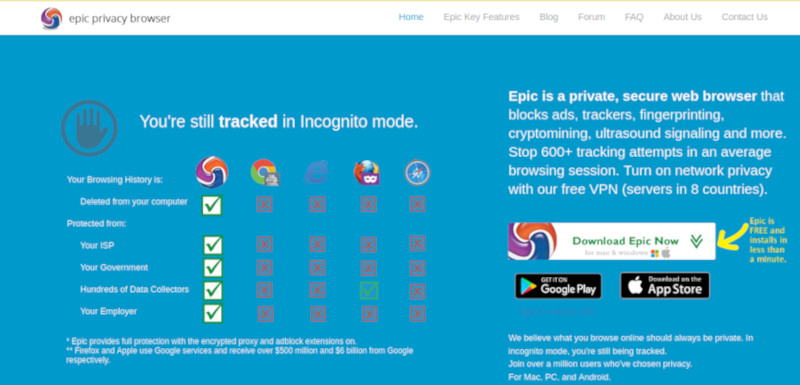 epic privacy browser
Home Epic Key Features Blog Forum FAQ About Us Contact Us
You're still tracked in Incognito mode.
Your Browsing History is:
Deleted from your computer
Protected from:
Your ISP
Your Government
Hundreds of Data Collectors
Your Employer
* Epic provides full protection with the encrypted proxy and adblock extensions on.
** Firefox and Apple use Google services and receive over $500 million and $6 billion from Google
respectively.
Epic is a private, secure web browser that
blocks ads, trackers, fingerprinting,
cryptomining, ultrasound signaling and more.
Stop 600+ tracking attempts in an average
browsing session. Turn on network privacy
with our free VPN (servers in 8 countries).
Download Epic Now
for mac & windows
Epic is
FREE and
installs in
less than
a minute.
GET IT ON
Google Play
Download on the
App Store
We believe what you browse online should always be private. In
incognito mode, you're still being tracked.
Join over a million users who've chosen privacy.
For Mac, PC, and Android.